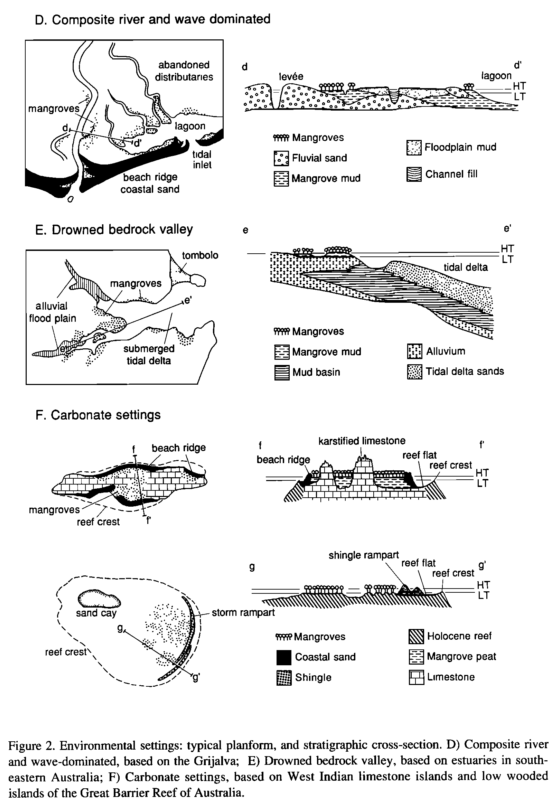 D. Composite river and wave dominated
abandoned
distributaries
mangroves
d
d'
lagoon
tidal
inlet
beach ridge
coastal sand
d
d'
levée
lagoon
HT
LT
Mangroves
Fluvial sand
Mangrove mud
Floodplain mud
Channel fill
E. Drowned bedrock valley
tombolo
mangroves
alluvial
flood plain
e
e'
submerged
tidal delta
e
e'
HT
LT
tidal delta
Mangroves
Mangrove mud
Mud basin
Alluvium
Tidal delta sands
F. Carbonate settings
f
beach ridge
mangroves
f'
reef crest
f
f'
karstified limestone
beach ridge
reef flat
reef crest
HT
LT
sand cay
storm rampart
reef crest
g
g'
g
g'
shingle rampart
reef flat
reef crest
HT
LT
Mangroves
Coastal sand
Shingle
Holocene reef
Mangrove peat
Limestone
Figure 2. Environmental settings: typical planform, and stratigraphic cross-section. D) Composite river
and wave-dominated, based on the Grijalva; E) Drowned bedrock valley, based on estuaries in south-
eastern Australia; F) Carbonate settings, based on West Indian limestone islands and low wooded
islands of the Great Barrier Reef of Australia.